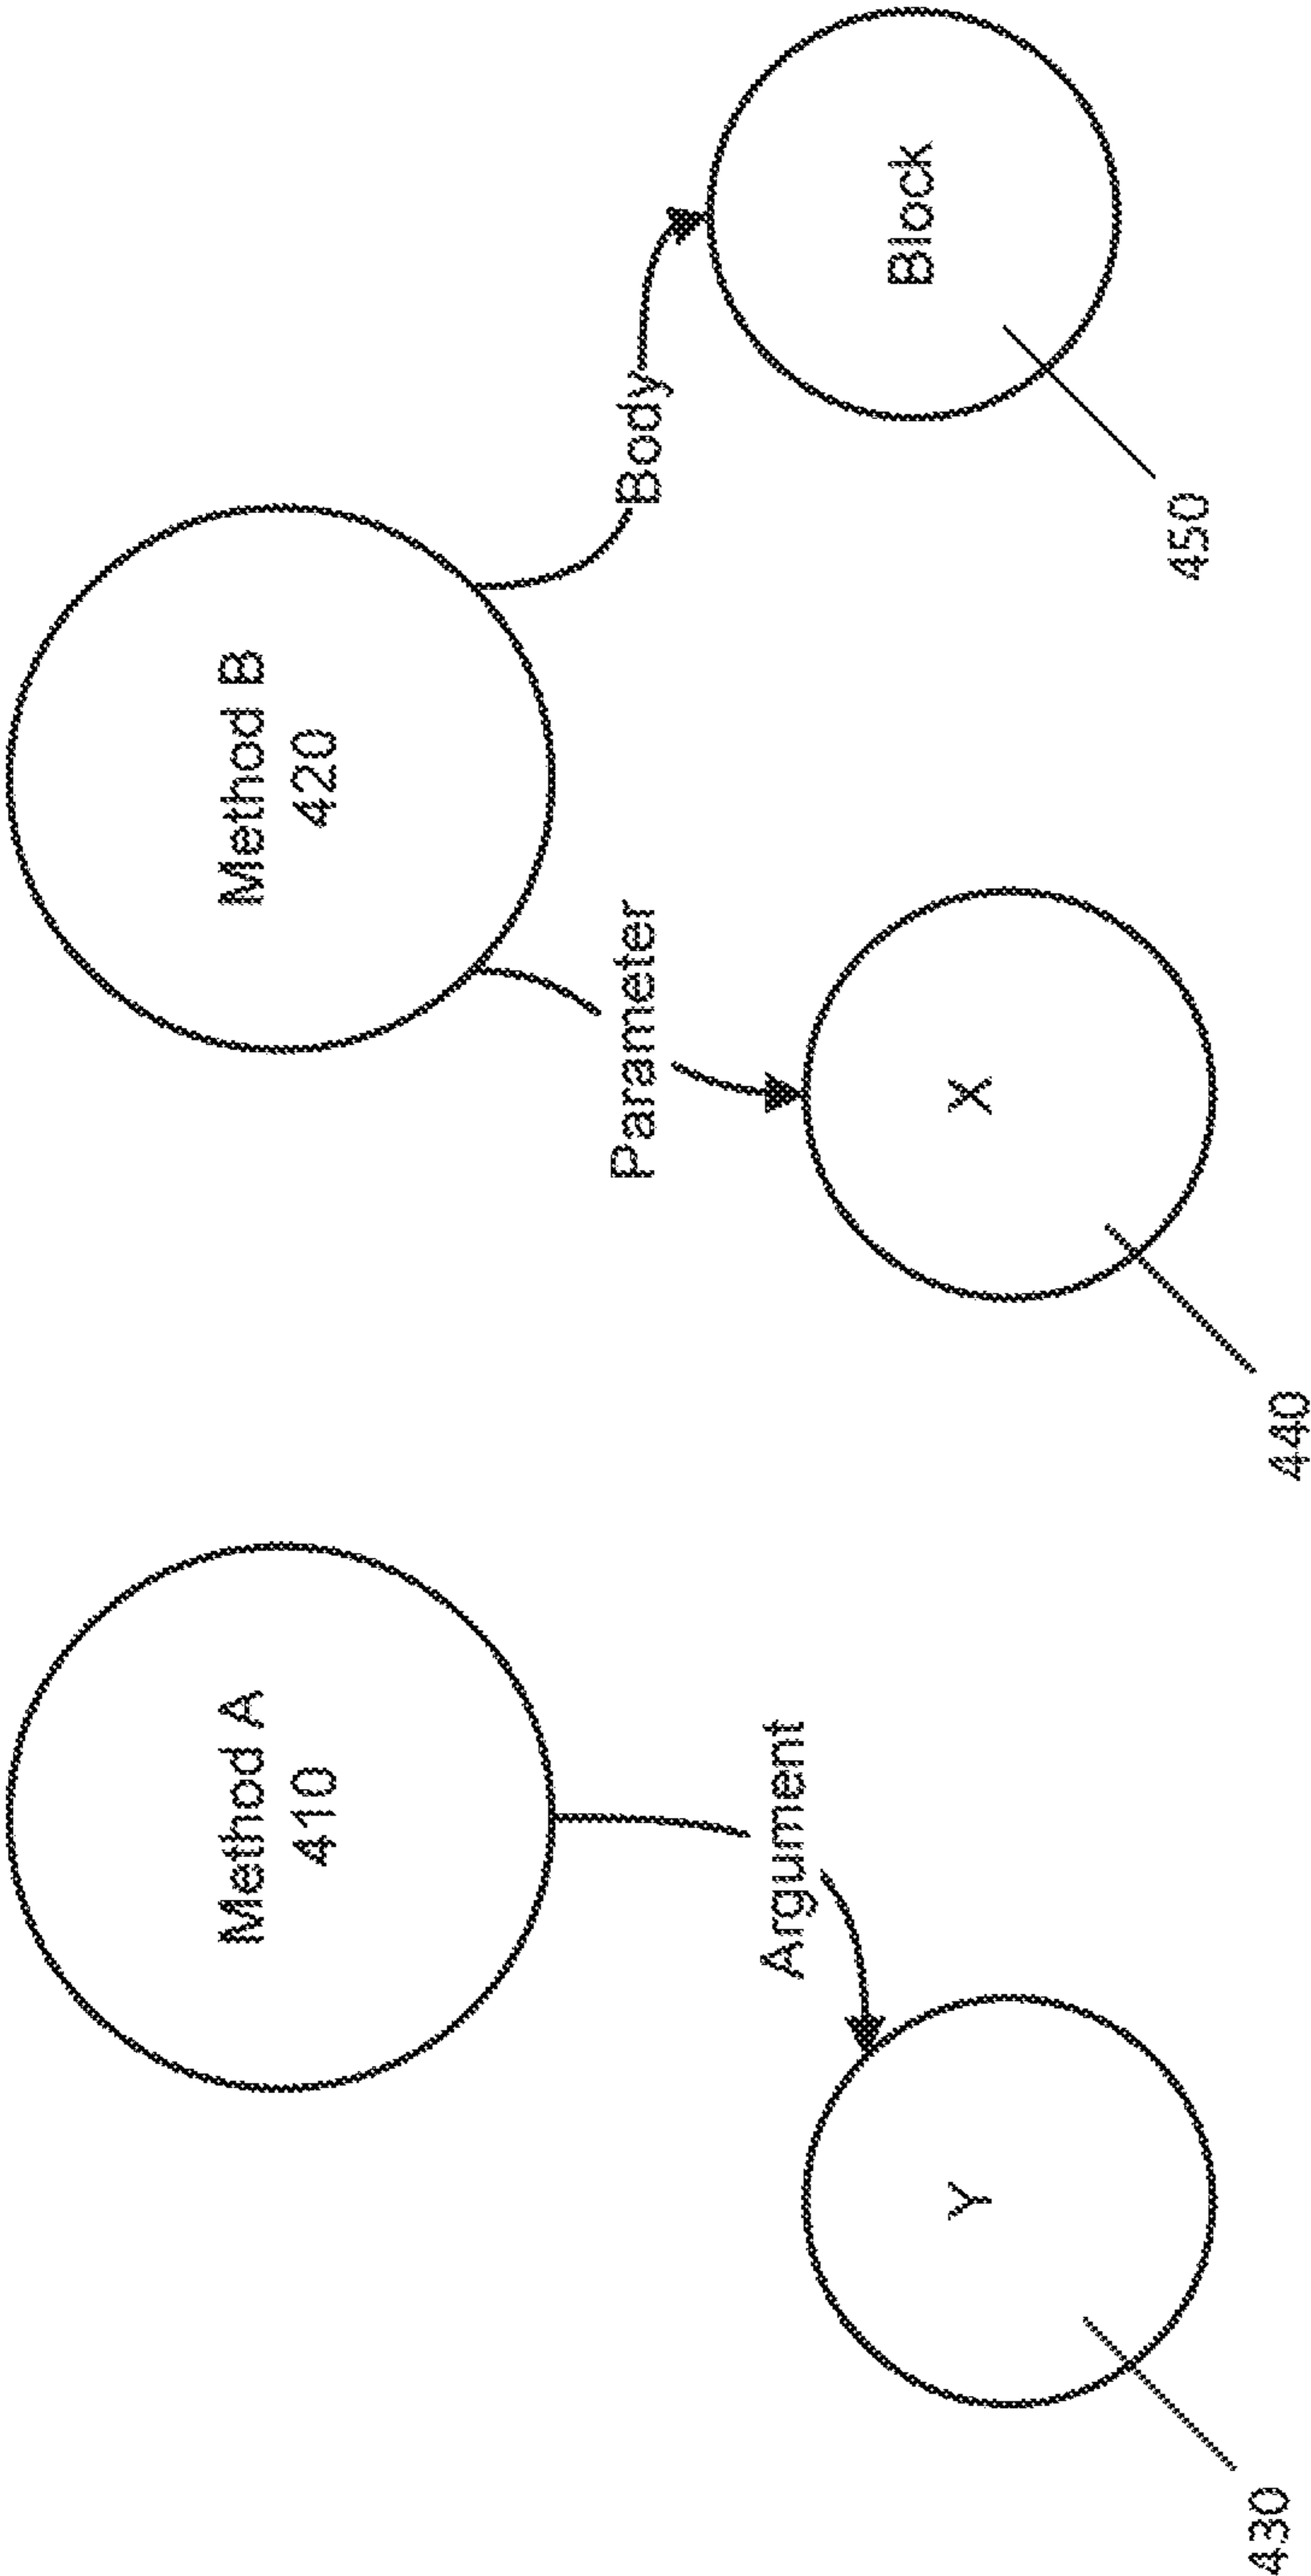 Method A
410
Method B
420
Argument
Parameter
Body
Y
X
Block
430
440
450